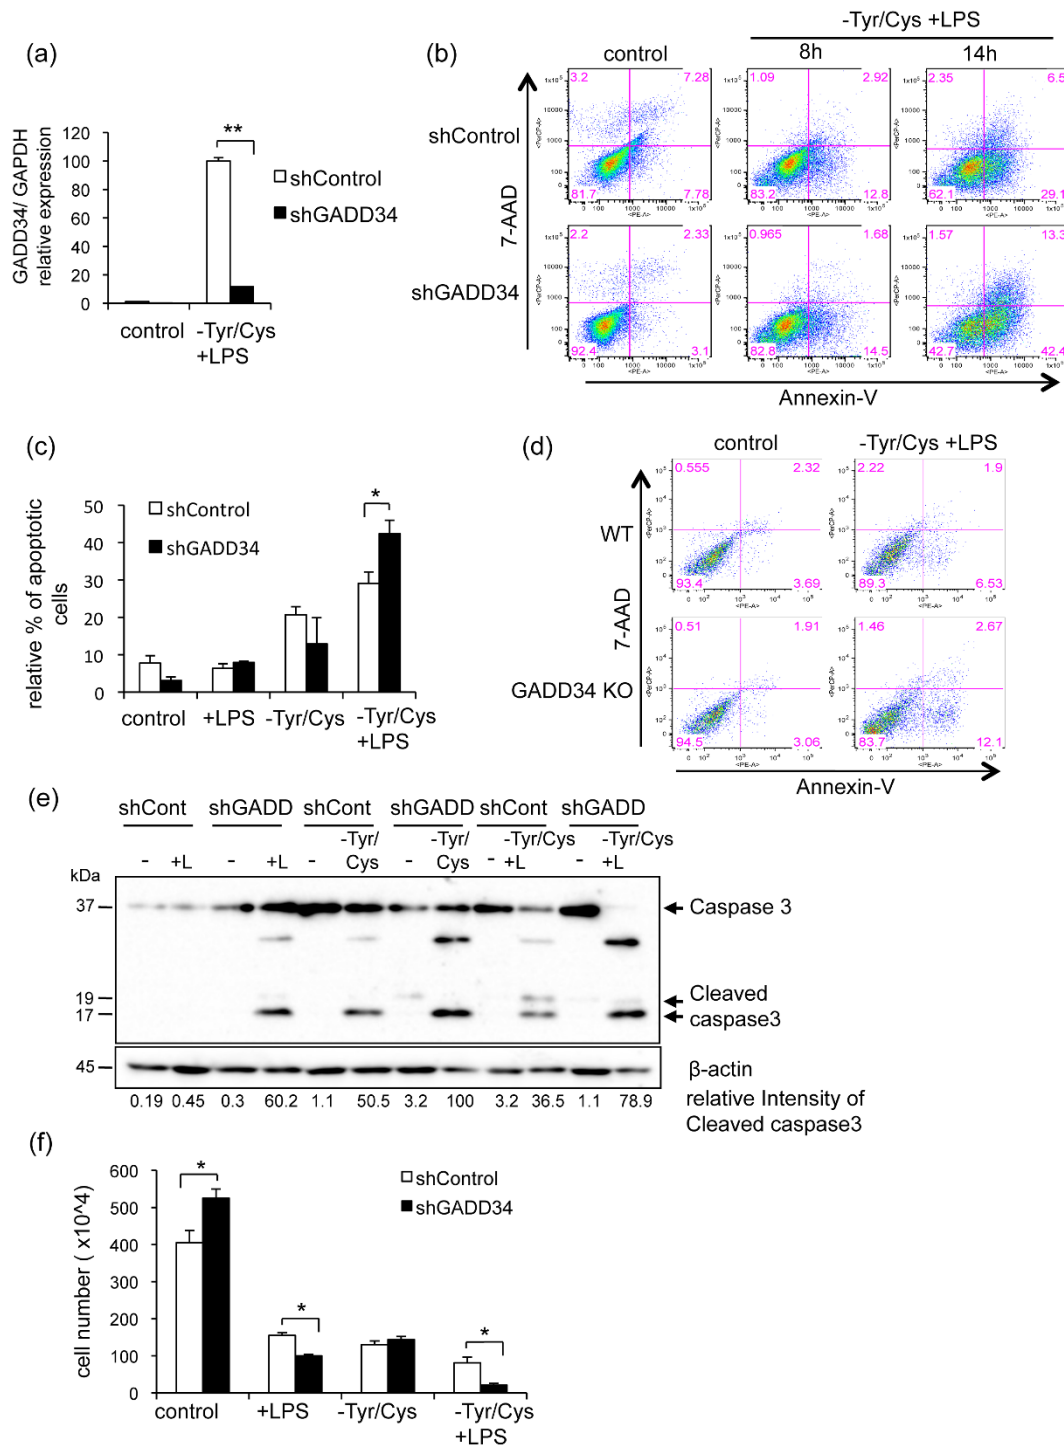 (a)
GADD34/ GAPDH
relative expression
120
100
80
60
40
20
0
**
shControl
shGADD34
control
-Tyr/Cys
+LPS
(b)
-Tyr/Cys +LPS
control
8h
14h
shControl
shGADD34
7-AAD
3.2
7.28
81.7
7.78
1.09
2.92
83.2
12.8
2.35
6.5
62.1
29.1
2.2
2.33
92.4
3.1
0.965
1.68
82.8
14.5
1.57
13.3
42.7
42.4
Annexin-V
(c)
relative % of apoptotic
cells
50
40
30
20
10
0
shControl
shGADD34
*
control
+LPS
-Tyr/Cys
-Tyr/Cys
+LPS
(d)
control
-Tyr/Cys +LPS
WT
GADD34 KO
7-AAD
0.555
2.32
93.4
3.69
2.22
1.9
89.3
6.53
0.51
1.91
94.5
3.06
1.46
2.67
83.7
12.1
Annexin-V
(e)
shCont shGADD shCont shGADD shCont shGADD
-Tyr/ -Tyr/ -Tyr/Cys -Tyr/Cys
- +L - +L - Cys - Cys - +L - +L
kDa
37
19
17
45
Caspase 3
Cleaved
caspase3
β-actin
0.19 0.45 0.3 60.2 1.1 50.5 3.2 100 3.2 36.5 1.1 78.9
relative Intensity of
Cleaved caspase3
(f)
cell number ( x10^4)
600
500
400
300
200
100
0
*
*
*
shControl
shGADD34
control
+LPS
-Tyr/Cys
-Tyr/Cys
+LPS